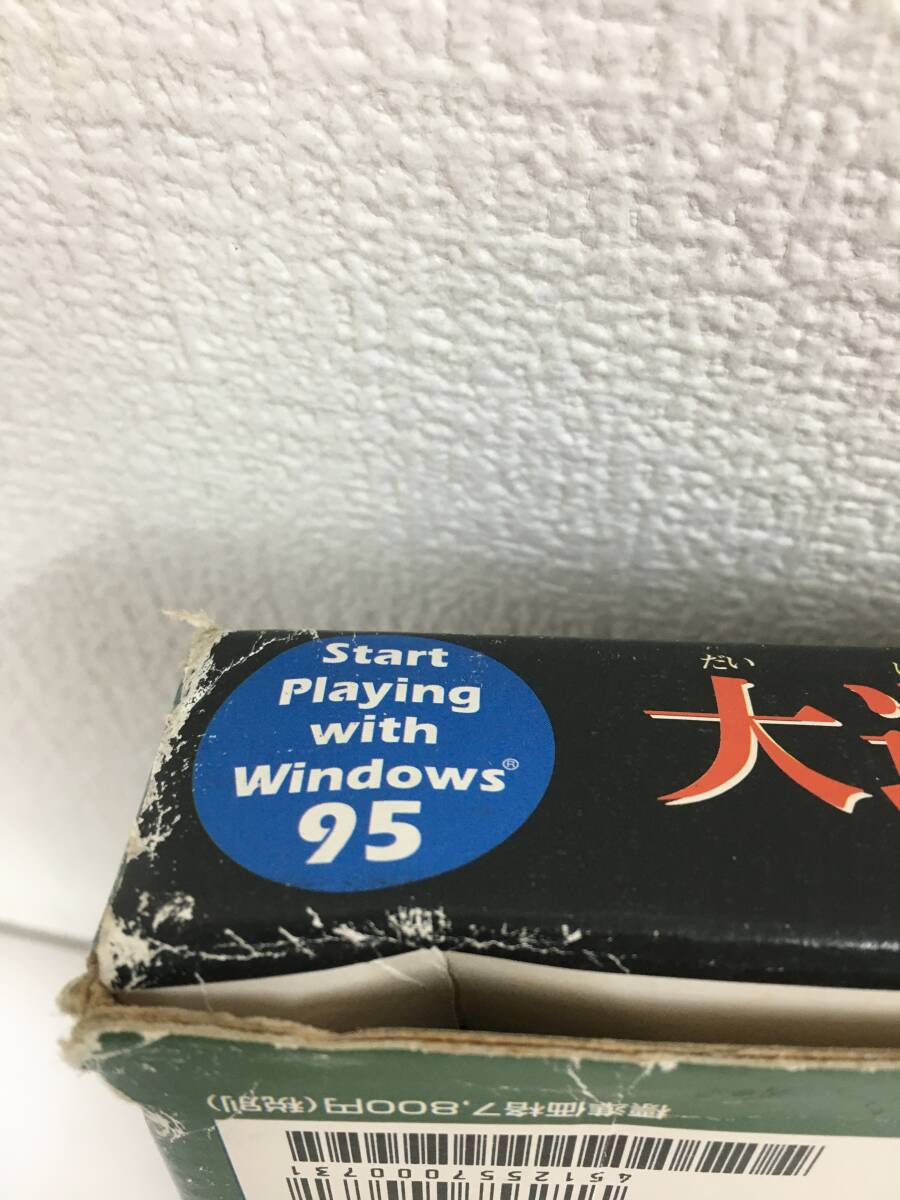 Start
Playing
with
Windows®
95
だい
大
標準価格7,800円(税別)
4512557000731